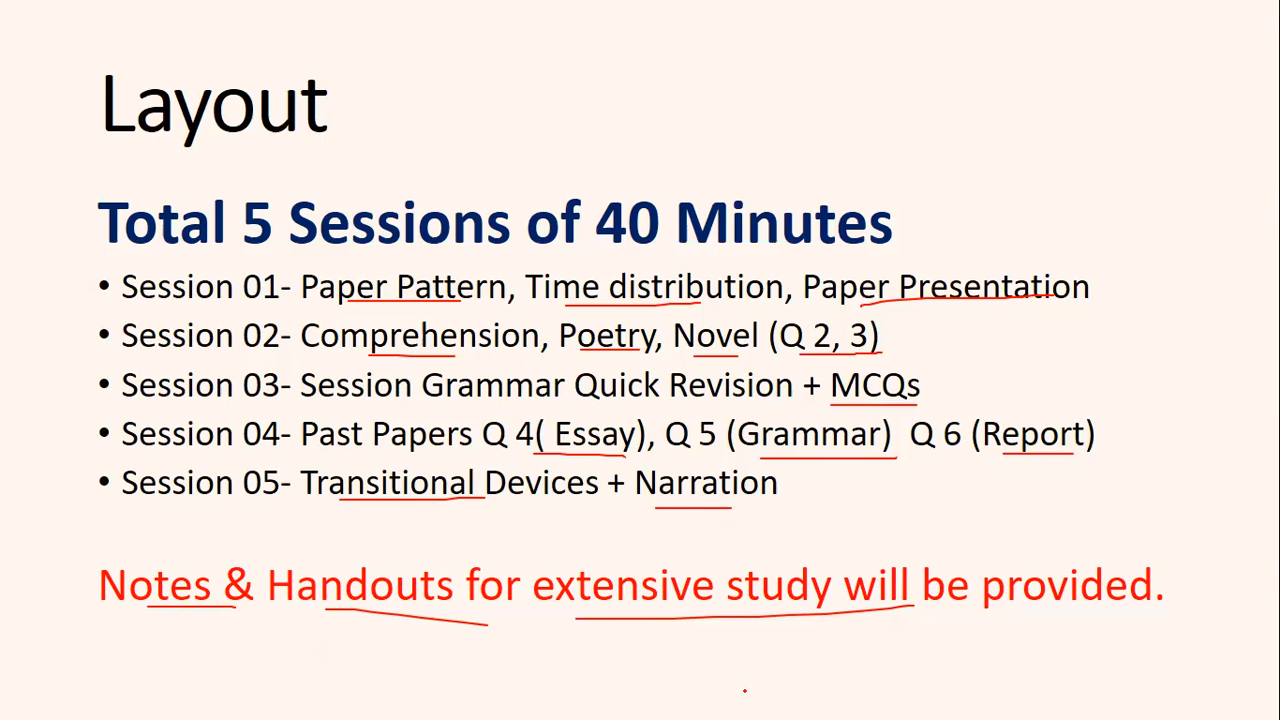 Layout
Total 5 Sessions of 40 Minutes
• Session 01- Paper Pattern, Time distribution, Paper Presentation
• Session 02- Comprehension, Poetry, Novel (Q 2, 3)
• Session 03- Session Grammar Quick Revision + MCQs
• Session 04- Past Papers Q 4( Essay), Q 5 (Grammar)  Q 6 (Report)
• Session 05- Transitional Devices + Narration
Notes & Handouts for extensive study will be provided.